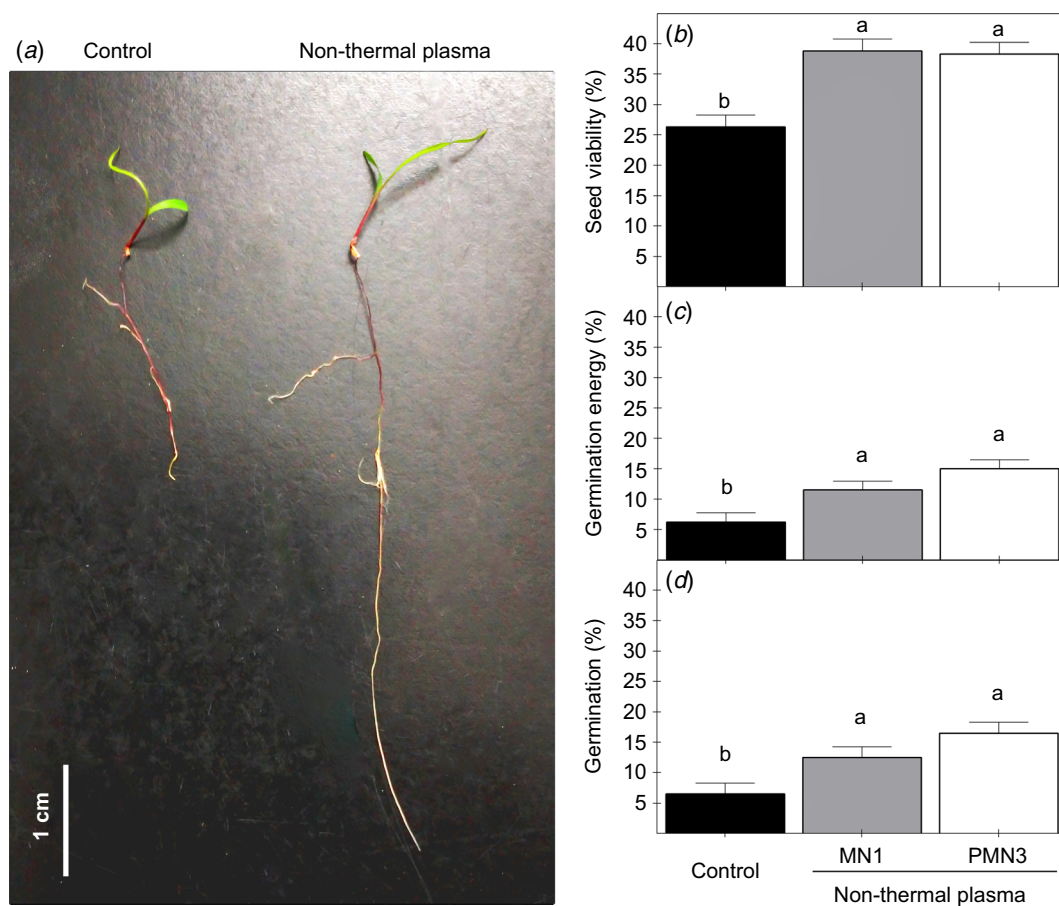 (a)
Control
Non-thermal plasma
1 cm
(b)
Seed viability (%)
40
35
30
25
20
15
10
5
b
a
a
(c)
Germination energy (%)
40
35
30
25
20
15
10
5
b
a
a
(d)
Germination (%)
40
35
30
25
20
15
10
5
b
a
a
Control
MN1
PMN3
Non-thermal plasma